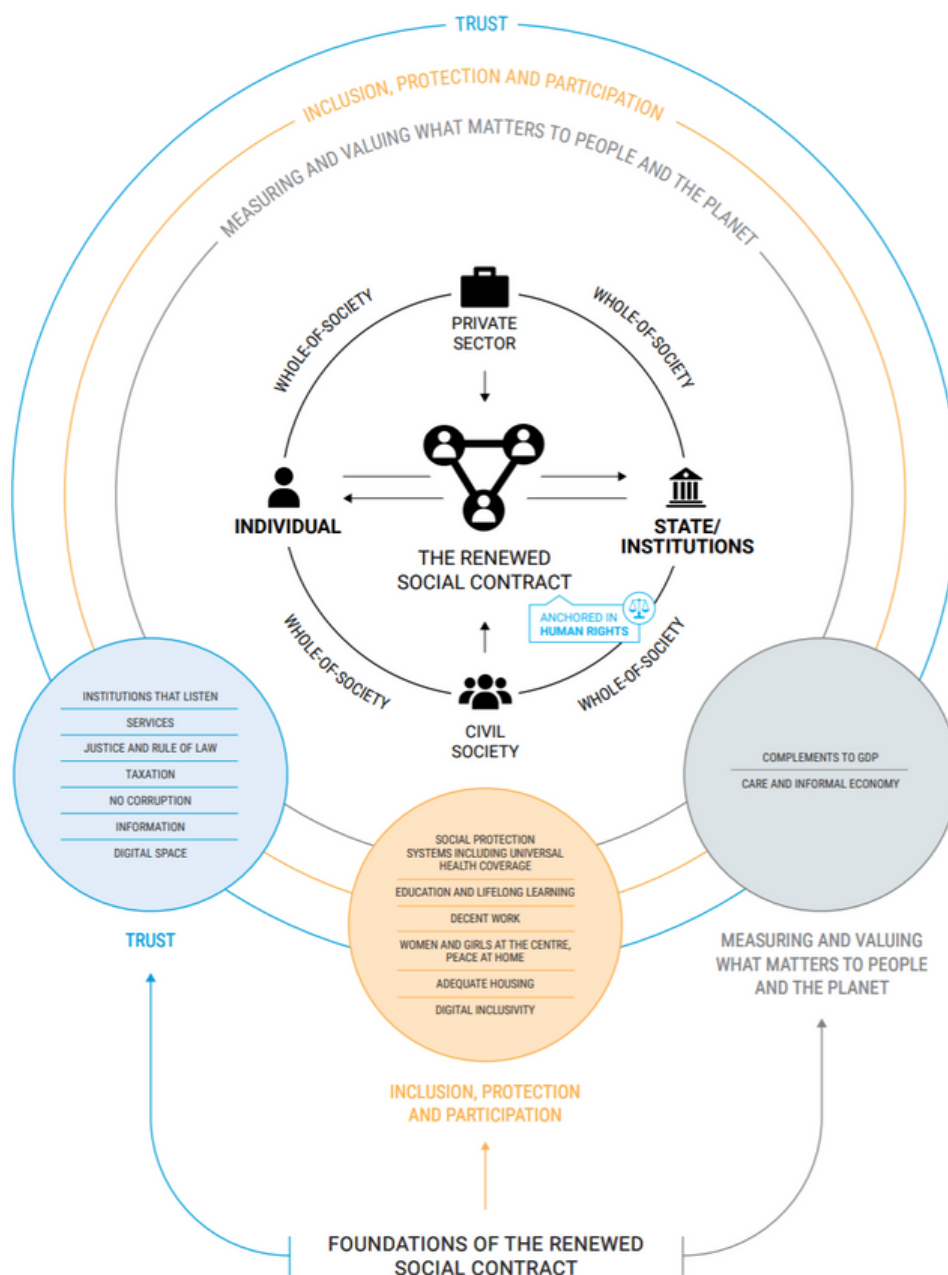 TRUST
INCLUSION, PROTECTION AND PARTICIPATION
MEASURING AND VALUING WHAT MATTERS TO PEOPLE AND THE PLANET
WHOLE-OF-SOCIETY
WHOLE-OF-SOCIETY
PRIVATE
SECTOR
INDIVIDUAL
STATE/
INSTITUTIONS
THE RENEWED
SOCIAL CONTRACT
ANCHORED IN
HUMAN RIGHTS
WHOLE-OF-SOCIETY
WHOLE-OF-SOCIETY
CIVIL
SOCIETY
INSTITUTIONS THAT LISTEN
SERVICES
JUSTICE AND RULE OF LAW
TAXATION
NO CORRUPTION
INFORMATION
DIGITAL SPACE
TRUST
SOCIAL PROTECTION
SYSTEMS INCLUDING UNIVERSAL
HEALTH COVERAGE
EDUCATION AND LIFELONG LEARNING
DECENT WORK
WOMEN AND GIRLS AT THE CENTRE,
PEACE AT HOME
ADEQUATE HOUSING
DIGITAL INCLUSIVITY
INCLUSION, PROTECTION
AND PARTICIPATION
COMPLEMENTS TO GDP
CARE AND INFORMAL ECONOMY
MEASURING AND VALUING
WHAT MATTERS TO PEOPLE
AND THE PLANET
FOUNDATIONS OF THE RENEWED
SOCIAL CONTRACT